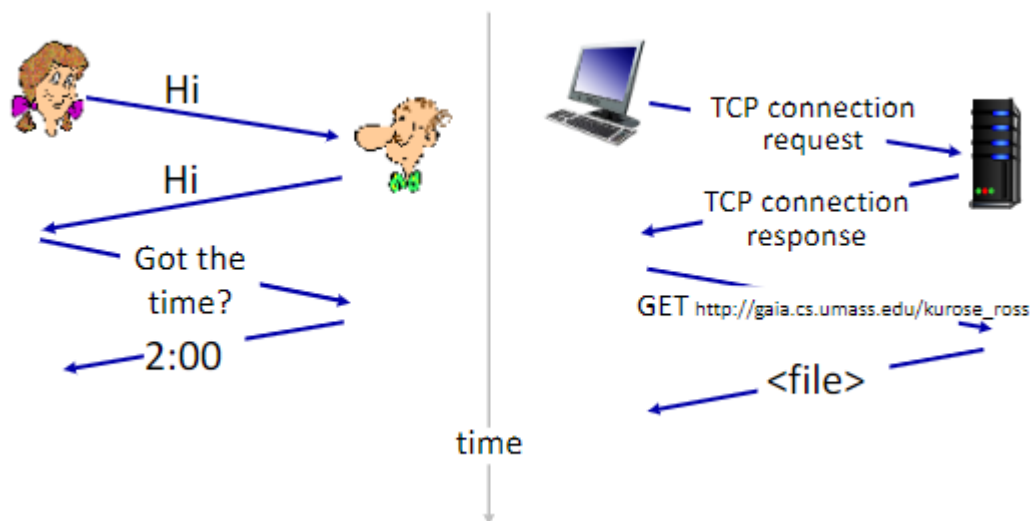 Hi
Hi
Got the
time?
2:00
TCP connection
request
TCP connection
response
GET http://gaia.cs.umass.edu/kurose_ross
<file>
time